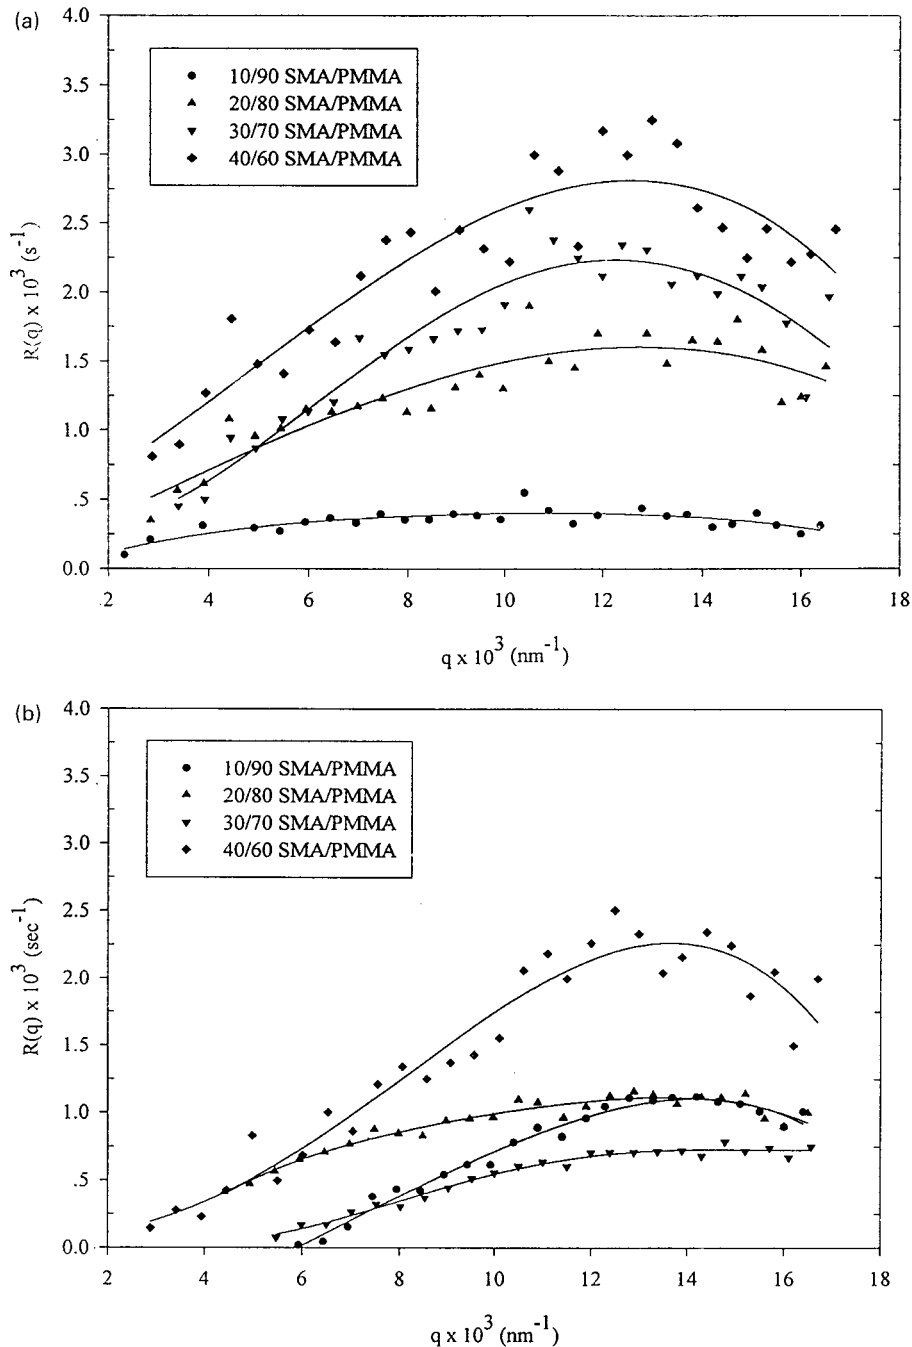 (a)
4.0
3.5
3.0
2.5
2.0
1.5
1.0
.5
0.0
R(q) x 10³ (s⁻¹)
10/90 SMA/PMMA
20/80 SMA/PMMA
30/70 SMA/PMMA
40/60 SMA/PMMA
2 4 6 8 10 12 14 16 18
q x 10³ (nm⁻¹)
(b)
4.0
3.5
3.0
2.5
2.0
1.5
1.0
.5
0.0
R(q) x 10³ (sec⁻¹)
10/90 SMA/PMMA
20/80 SMA/PMMA
30/70 SMA/PMMA
40/60 SMA/PMMA
2 4 6 8 10 12 14 16 18
q x 10³ (nm⁻¹)